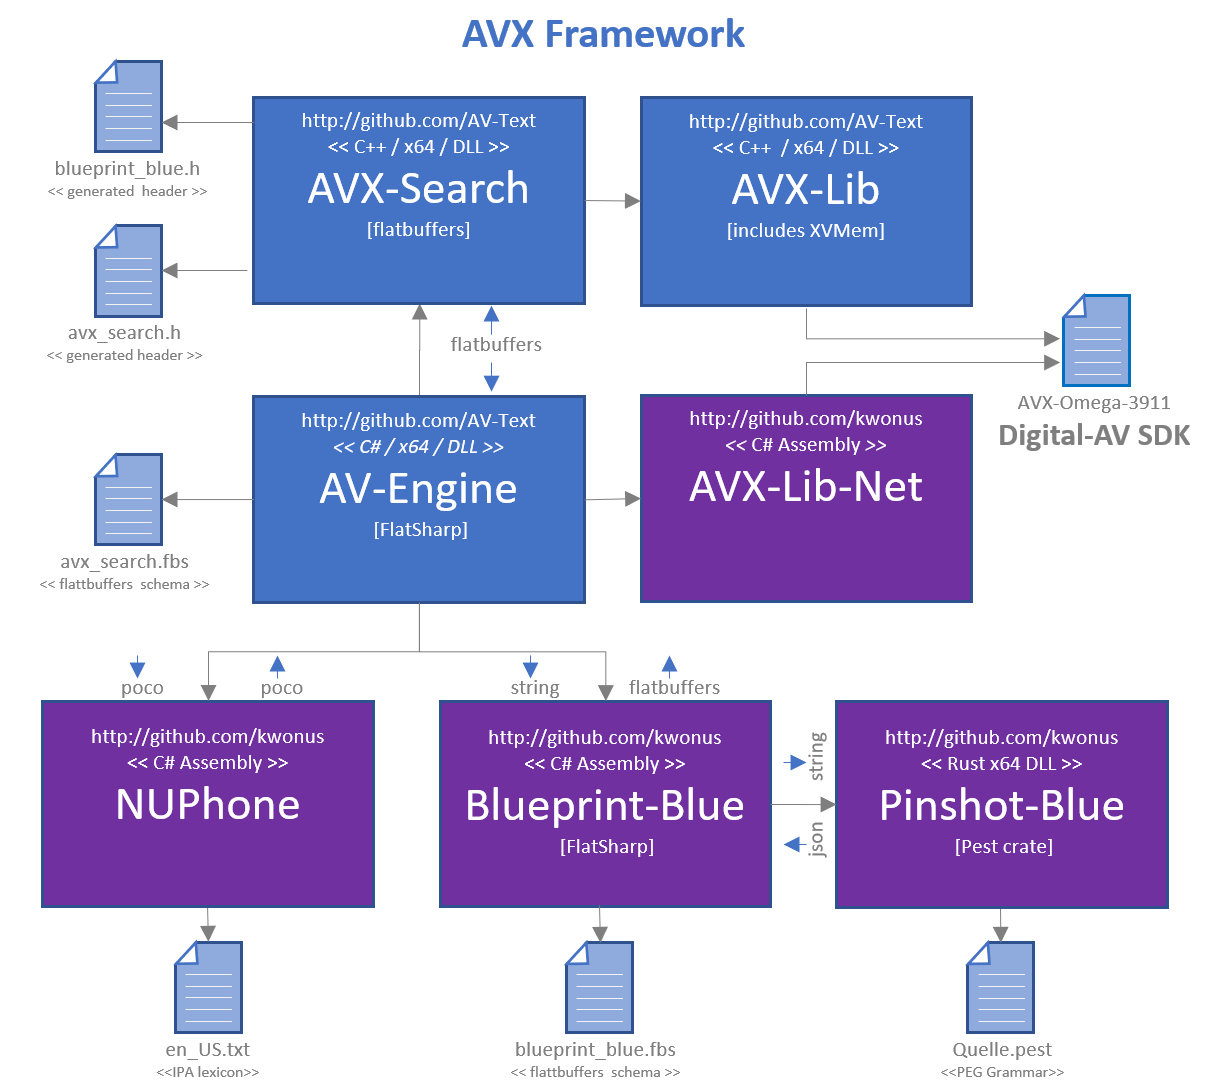 AVX Framework
http://github.com/AV-Text
<< C++ / x64 / DLL >>
AVX-Search
[flatbuffers]
http://github.com/AV-Text
<< C++ / x64 / DLL >>
AVX-Lib
[includes XVMem]
blueprint_blue.h
<< generated header >>
avx_search.h
<< generated header >>
flatbuffers
AVX-Omega-3911
Digital-AV SDK
http://github.com/AV-Text
<< C# / x64 / DLL >>
AV-Engine
[FlatSharp]
http://github.com/kwonus
<< C# Assembly >>
AVX-Lib-Net
avx_search.fbs
<< flattbuffers schema >>
poco
poco
string
flatbuffers
http://github.com/kwonus
<< C# Assembly >>
NUPhone
http://github.com/kwonus
<< C# Assembly >>
Blueprint-Blue
[FlatSharp]
string
json
http://github.com/kwonus
<< Rust x64 DLL >>
Pinshot-Blue
[Pest crate]
en_US.txt
<<IPA lexicon>>
blueprint_blue.fbs
<< flattbuffers schema >>
Quelle.pest
<<PEG Grammar>>